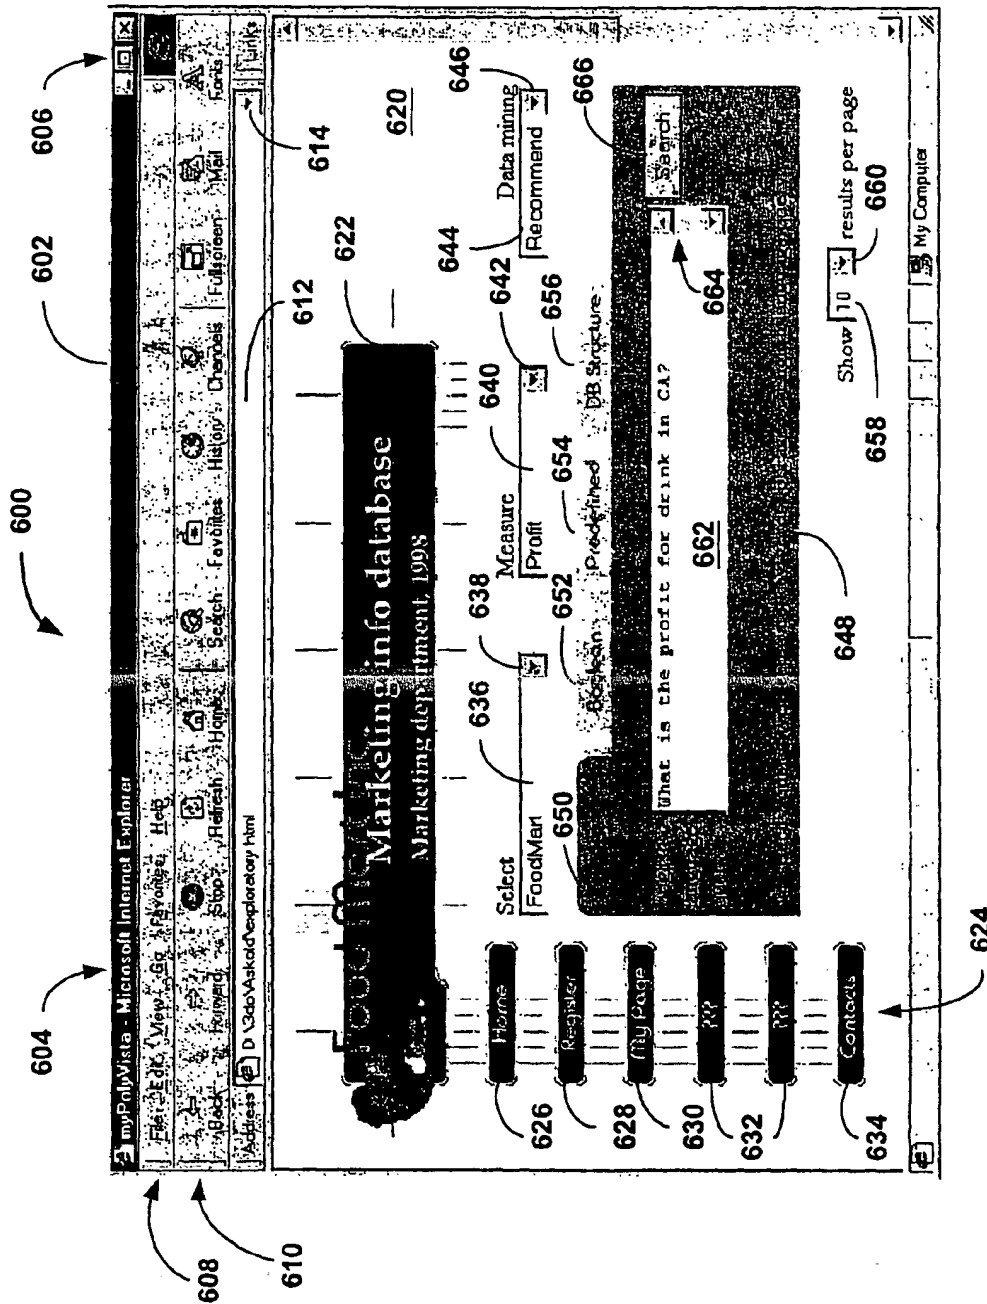 600
602
604
606
myPolyVista - Microsoft Internet Explorer
608
File Edit View Go Favorites Help
610
Back Forward Stop Refresh Home Search Favorites History Channels Fullscreen Mail Fonts
Address D:\3do\Askold\exploretory html Links
612
614
620
622
Marketing info database
Marketing department, 1998
Select Measure Data mining
FoodMart Profit Recommend
636 638 640 642 644 646
650 652 654 656 666
Boolean Predefined DB Structure
What is the profit for drink in CA?
Search
662
664
648
Show 10 results per page
658 660
Home
Register
My Page
???
???
Contacts
626
628
630
632
634
624
My Computer